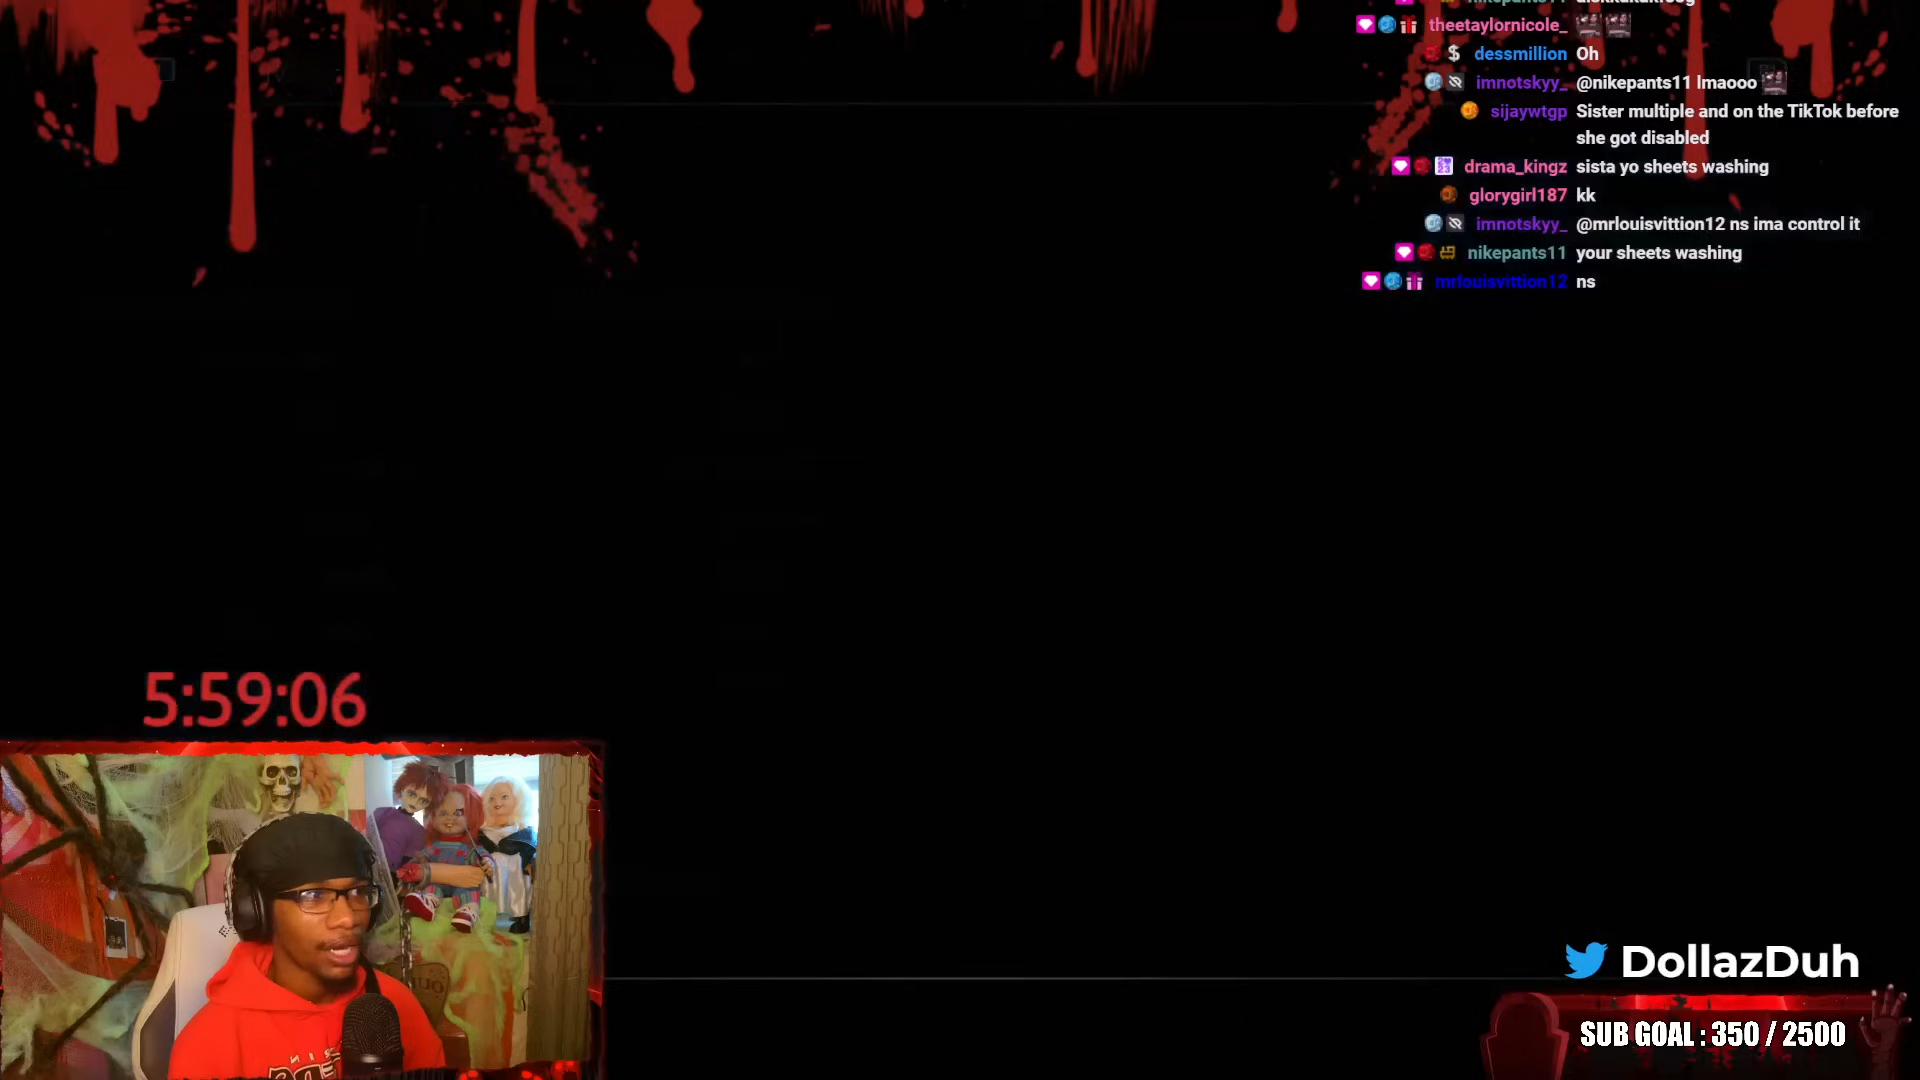 theetaylornicole_
dessmillion Oh
imnotskyy_ @nikepants11 lmaooo
sijaywtgp Sister multiple and on the TikTok before
she got disabled
drama_kingz sista yo sheets washing
glorygirl187 kk
imnotskyy_ @mrlouisvittion12 ns ima control it
nikepants11 your sheets washing
mrlouisvittion12 ns
5:59:06
DollazDuh
SUB GOAL : 350 / 2500